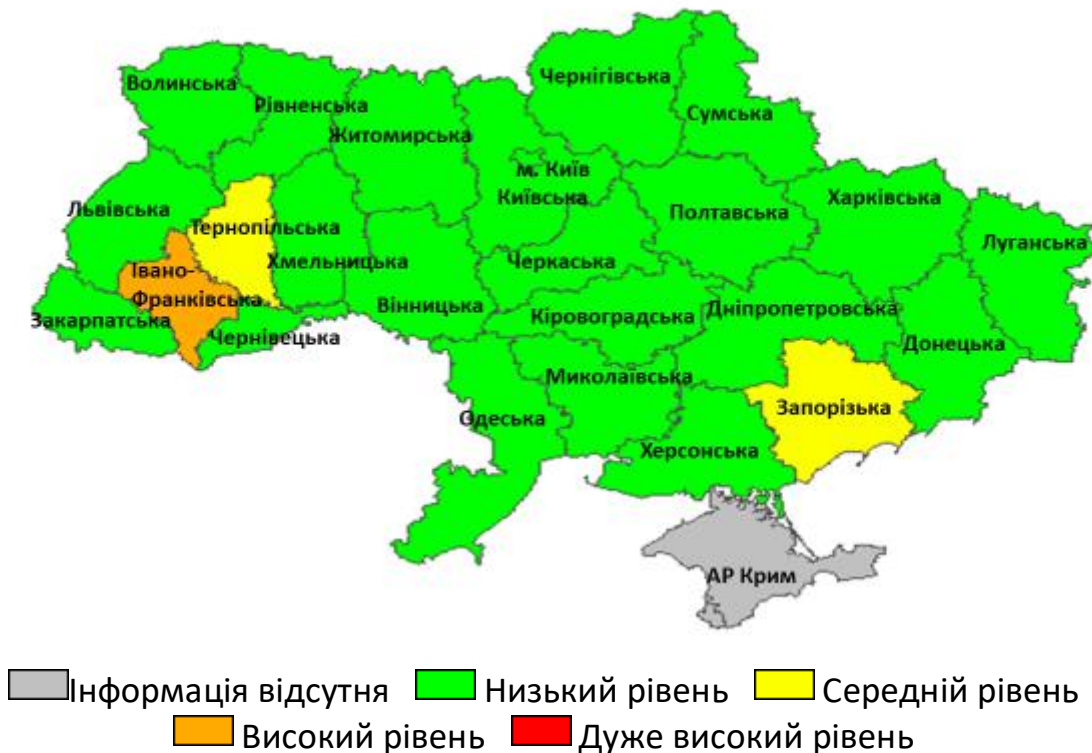 Чернігівська
Волинська
Рівненська
Сумська
Житомирська
м. Київ
Київська
Харківська
Львівська
Полтавська
Тернопільська
Луганська
Хмельницька
Черкаська
Івано-
Франківська
Вінницька
Дніпропетровська
Кіровоградська
Закарпатська
Чернівецька
Донецька
Миколаївська
Запорізька
Одеська
Херсонська
АР Крим
Інформація відсутня Низький рівень Середній рівень
Високий рівень Дуже високий рівень